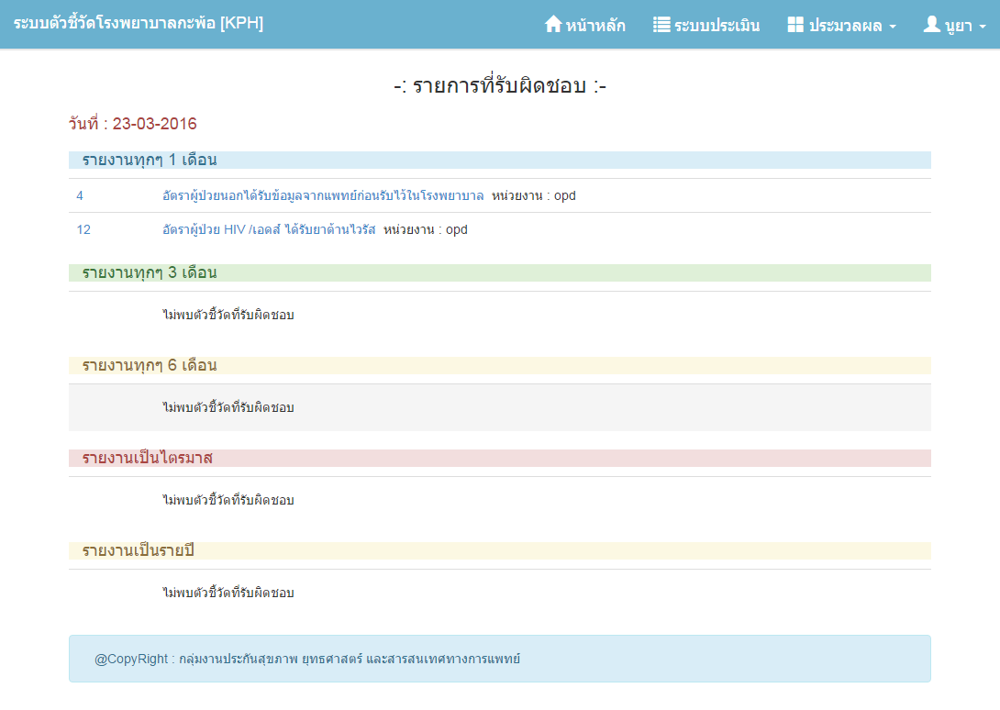 ระบบตัวชี้วัดโรงพยาบาลกะพ้อ [KPH] หน้าหลัก ระบบประเมิน ประมวลผล นูยา
-: รายการที่รับผิดชอบ :-
วันที่ : 23-03-2016
รายงานทุกๆ 1 เดือน
4 อัตราผู้ป่วยนอกได้รับข้อมูลจากแพทย์ก่อนรับไว้ในโรงพยาบาล หน่วยงาน : opd
12 อัตราผู้ป่วย HIV /เอดส์ ได้รับยาต้านไวรัส หน่วยงาน : opd
รายงานทุกๆ 3 เดือน
ไม่พบตัวชี้วัดที่รับผิดชอบ
รายงานทุกๆ 6 เดือน
ไม่พบตัวชี้วัดที่รับผิดชอบ
รายงานเป็นไตรมาส
ไม่พบตัวชี้วัดที่รับผิดชอบ
รายงานเป็นรายปี
ไม่พบตัวชี้วัดที่รับผิดชอบ
@CopyRight : กลุ่มงานประกันสุขภาพ ยุทธศาสตร์ และสารสนเทศทางการแพทย์